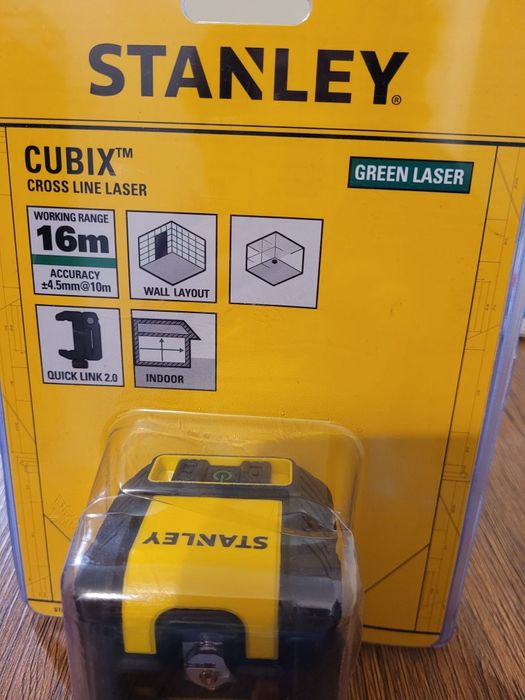 STANLEY®
CUBIX™
CROSS LINE LASER
GREEN LASER
WORKING RANGE
16m
ACCURACY
±4.5mm@10m
WALL LAYOUT
QUICK LINK 2.0
INDOOR
STANLEY